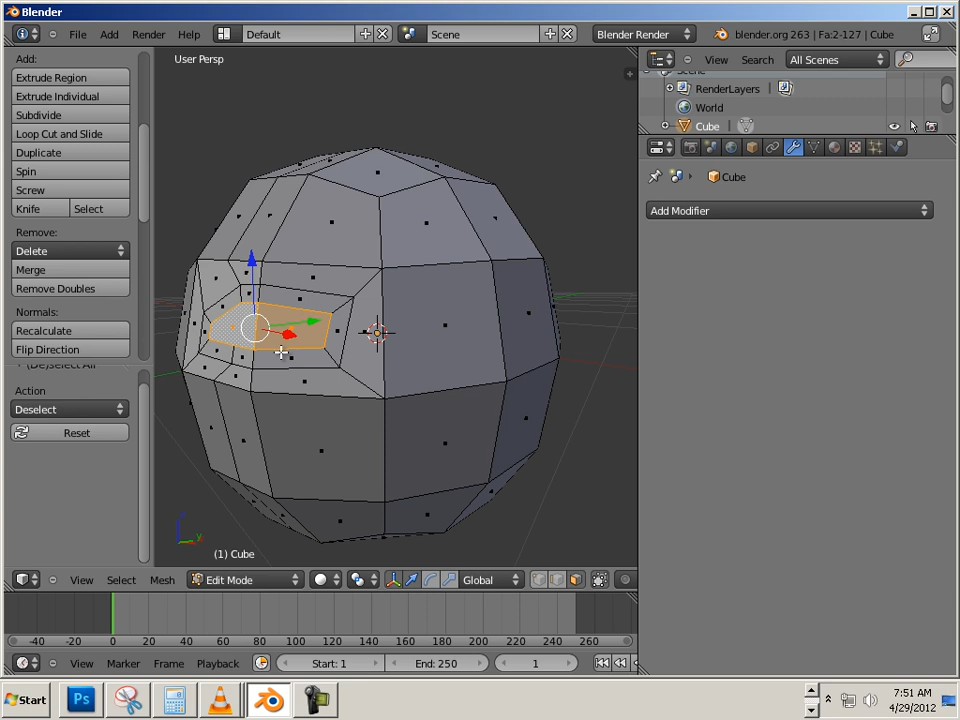 Blender
File Add Render Help Default Scene Blender Render blender.org 263 | Fa:2-127 | Cube
Add:
Extrude Region
Extrude Individual
Subdivide
Loop Cut and Slide
Duplicate
Spin
Screw
Knife Select
Remove:
Delete
Merge
Remove Doubles
Normals:
Recalculate
Flip Direction
(De)select All
Action
Deselect
Reset
User Persp
z
y
(1) Cube
View Search All Scenes
Scene
RenderLayers |
World
Cube |
Cube
Add Modifier
View Select Mesh Edit Mode Global
-40 -20 0 20 40 60 80 100 120 140 160 180 200 220 240 260
View Marker Frame Playback Start: 1 End: 250 1
Start Ps 7:51 AM
4/29/2012